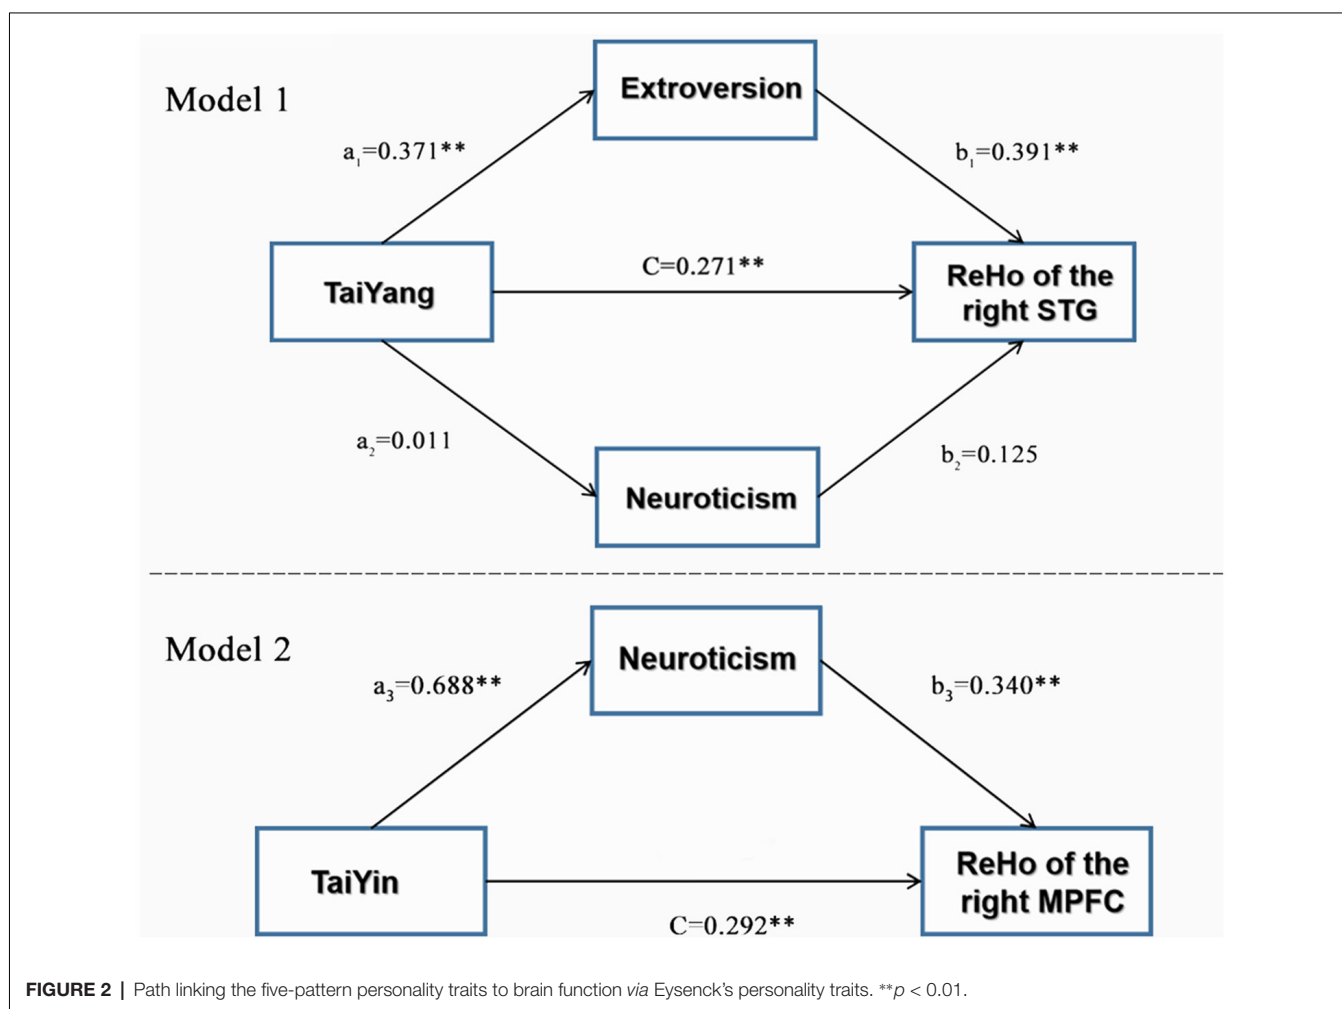 Model 1
Extroversion
a₁=0.371**
b₁=0.391**
TaiYang
C=0.271**
ReHo of the
right STG
a₂=0.011
b₂=0.125
Neuroticism
Model 2
Neuroticism
a₃=0.688**
b₃=0.340**
TaiYin
C=0.292**
ReHo of the
right MPFC
FIGURE 2 | Path linking the five-pattern personality traits to brain function via Eysenck's personality traits. **p < 0.01.